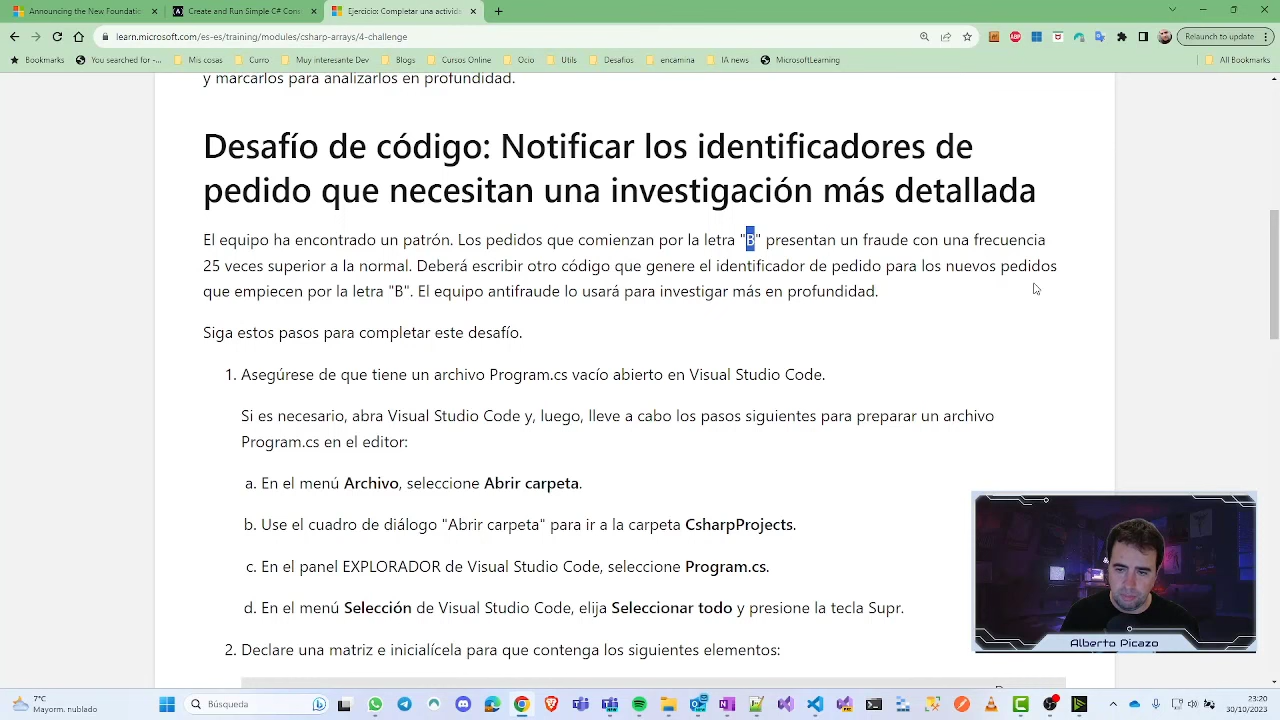 Announcing the New Foundatic
Create and Run Simple C# Cons
Ejercicio: Completar una activida
learn.microsoft.com/es-es/training/modules/csharp-arrays/4-challenge
Relaunch to update
Bookmarks
You searched for -...
Mis cosas
Curro
Muy interesante Dev
Blogs
Cursos Online
Ocio
Utils
Desafios
encamina
IA news
MicrosoftLearning
All Bookmarks
y marcarlos para analizarlos en profundidad.
Desafío de código: Notificar los identificadores de
pedido que necesitan una investigación más detallada
El equipo ha encontrado un patrón. Los pedidos que comienzan por la letra "B" presentan un fraude con una frecuencia
25 veces superior a la normal. Deberá escribir otro código que genere el identificador de pedido para los nuevos pedidos
que empiecen por la letra "B". El equipo antifraude lo usará para investigar más en profundidad.
Siga estos pasos para completar este desafío.
1. Asegúrese de que tiene un archivo Program.cs vacío abierto en Visual Studio Code.
Si es necesario, abra Visual Studio Code y, luego, lleve a cabo los pasos siguientes para preparar un archivo
Program.cs en el editor:
a. En el menú Archivo, seleccione Abrir carpeta.
b. Use el cuadro de diálogo "Abrir carpeta" para ir a la carpeta CsharpProjects.
c. En el panel EXPLORADOR de Visual Studio Code, seleccione Program.cs.
d. En el menú Selección de Visual Studio Code, elija Seleccionar todo y presione la tecla Supr.
2. Declare una matriz e inicialícela para que contenga los siguientes elementos:
Alberto Picazo
7°C
Mayorm. nublado
Búsqueda
23:20
30/10/2023